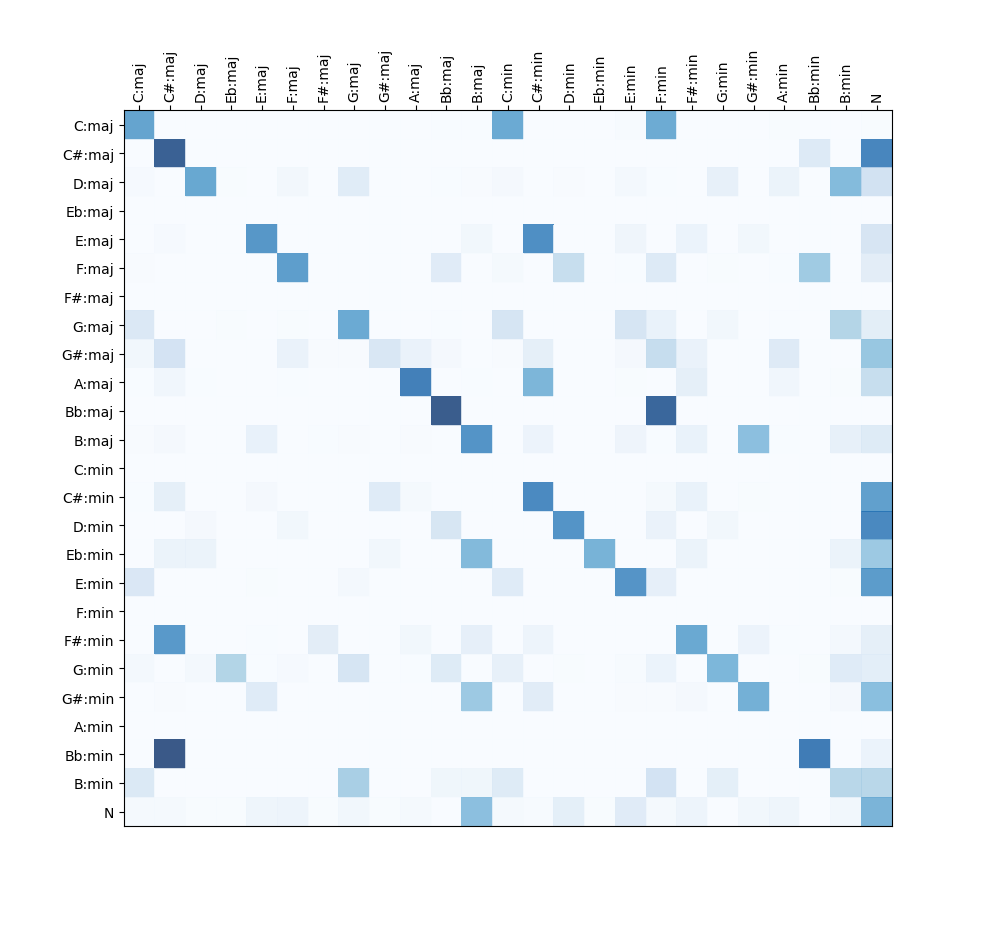 C:maj
C#:maj
D:maj
Eb:maj
E:maj
F:maj
F#:maj
G:maj
G#:maj
A:maj
Bb:maj
B:maj
C:min
C#:min
D:min
Eb:min
E:min
F:min
F#:min
G:min
G#:min
A:min
Bb:min
B:min
N
C:maj
C#:maj
D:maj
Eb:maj
E:maj
F:maj
F#:maj
G:maj
G#:maj
A:maj
Bb:maj
B:maj
C:min
C#:min
D:min
Eb:min
E:min
F:min
F#:min
G:min
G#:min
A:min
Bb:min
B:min
N